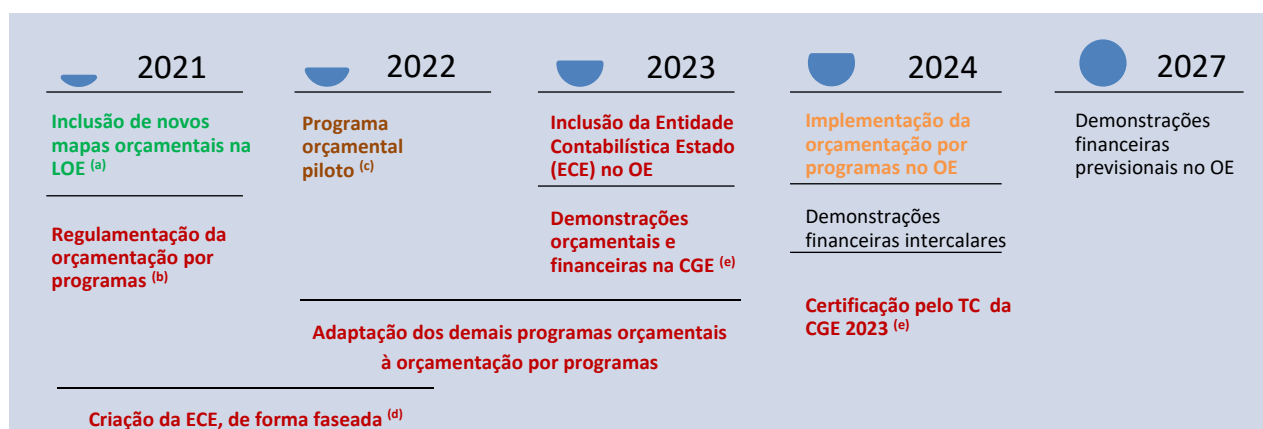 2021
Inclusão de novos
mapas orçamentais na
LOE (a)
Regulamentação da
orçamentação por
programas (b)
2022
Programa
orçamental
piloto (c)
2023
Inclusão da Entidade
Contabilística Estado
(ECE) no OE
Demonstrações
orçamentais e
financeiras na CGE (e)
2024
Implementação da
orçamentação por
programas no OE
Demonstrações
financeiras intercalares
Certificação pelo TC da
CGE 2023 (e)
2027
Demonstrações
financeiras
previsionais no OE
Adaptação dos demais programas orçamentais
à orçamentação por programas
Criação da ECE, de forma faseada (d)